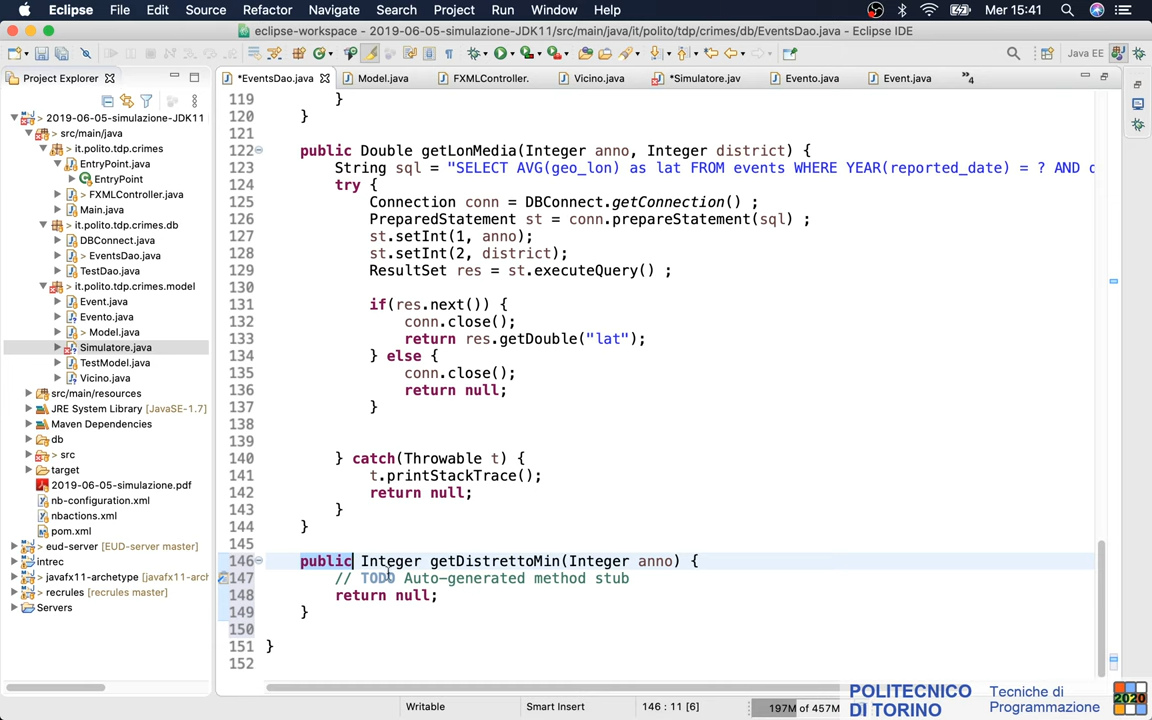 Eclipse File Edit Source Refactor Navigate Search Project Run Window Help Mer 15:41
eclipse-workspace - 2019-06-05-simulazione-JDK11/src/main/java/it/polito/tdp/crimes/db/EventsDao.java - Eclipse IDE
Java EE
Project Explorer
*EventsDao.java Model.java FXMLController. Vicino.java *Simulatore.jav Evento.java Event.java »4
2019-06-05-simulazione-JDK11
src/main/java
it.polito.tdp.crimes
EntryPoint.java
EntryPoint
> FXMLController.java
Main.java
> it.polito.tdp.crimes.db
DBConnect.java
> EventsDao.java
TestDao.java
> it.polito.tdp.crimes.model
Event.java
Evento.java
> Model.java
Simulatore.java
TestModel.java
Vicino.java
src/main/resources
JRE System Library [JavaSE-1.7]
Maven Dependencies
db
> src
target
2019-06-05-simulazione.pdf
nb-configuration.xml
nbactions.xml
pom.xml
> eud-server [EUD-server master]
intrec
> javafx11-archetype [javafx11-arch
> recrules [recrules master]
Servers
119 }
120 }
121
122 public Double getLonMedia(Integer anno, Integer district) {
123 String sql = "SELECT AVG(geo_lon) as lat FROM events WHERE YEAR(reported_date) = ? AND d
124 try {
125 Connection conn = DBConnect.getConnection() ;
126 PreparedStatement st = conn.prepareStatement(sql) ;
127 st.setInt(1, anno);
128 st.setInt(2, district);
129 ResultSet res = st.executeQuery() ;
130
131 if(res.next()) {
132 conn.close();
133 return res.getDouble("lat");
134 } else {
135 conn.close();
136 return null;
137 }
138
139
140 } catch(Throwable t) {
141 t.printStackTrace();
142 return null;
143 }
144 }
145
146 public Integer getDistrettoMin(Integer anno) {
147 // TODO Auto-generated method stub
148 return null;
149 }
150
151 }
152
Writable Smart Insert 146 : 11 [6] 197M of 457M
POLITECNICO
DI TORINO
Tecniche di
Programmazione
2020